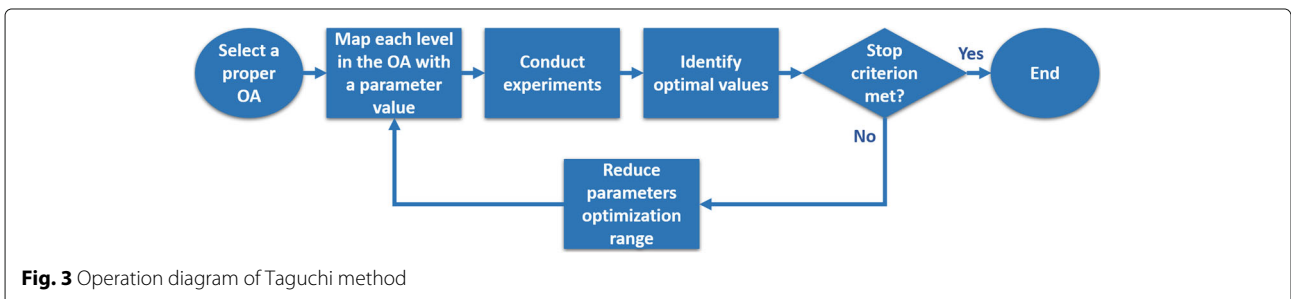 Select a
proper
OA
Map each level
in the OA with
a parameter
value
Conduct
experiments
Identify
optimal values
Stop
criterion
met?
Yes
End
No
Reduce
parameters
optimization
range
Fig. 3 Operation diagram of Taguchi method